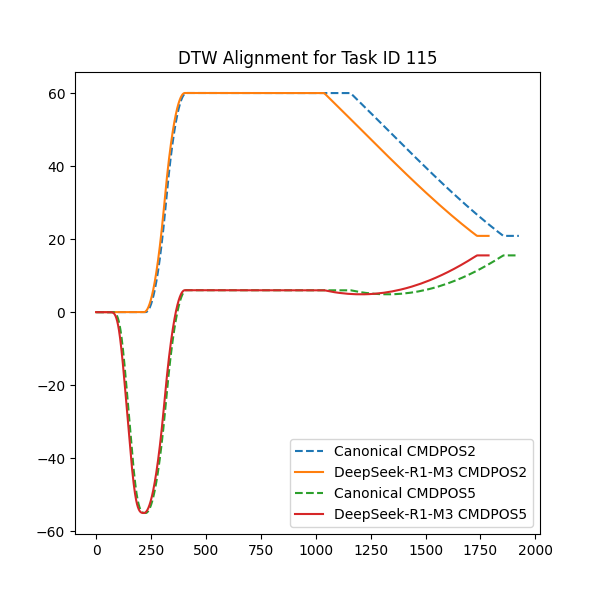 DTW Alignment for Task ID 115
60
40
20
0
−20
−40
−60
0 250 500 750 1000 1250 1500 1750 2000
Canonical CMDPOS2
DeepSeek-R1-M3 CMDPOS2
Canonical CMDPOS5
DeepSeek-R1-M3 CMDPOS5